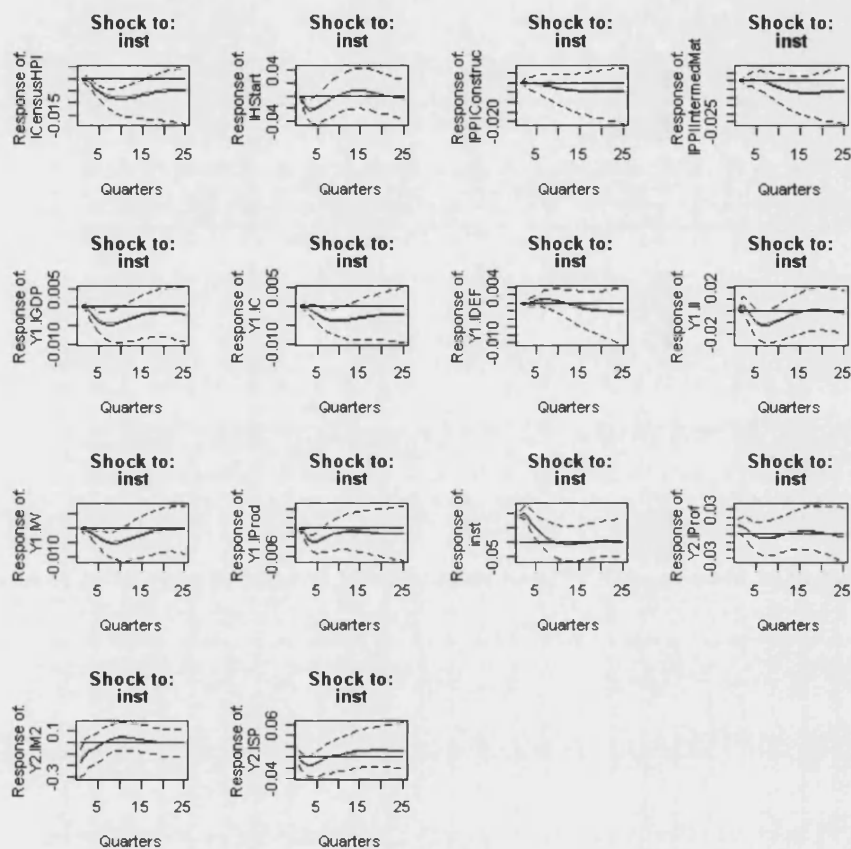 Shock to:
inst
Response of:
lCensusHPI
-0.015
5 15 25
Quarters
Shock to:
inst
Response of:
lHStart
-0.04 0.04
5 15 25
Quarters
Shock to:
inst
Response of:
lPPIConstruc
-0.020
5 15 25
Quarters
Shock to:
inst
Response of:
lPPIIntermedMat
-0.025
5 15 25
Quarters
Shock to:
inst
Response of:
Y1.lGDP
-0.010 0.005
5 15 25
Quarters
Shock to:
inst
Response of:
Y1.lC
-0.010 0.005
5 15 25
Quarters
Shock to:
inst
Response of:
Y1.lDEF
-0.010 0.004
5 15 25
Quarters
Shock to:
inst
Response of:
Y1.lI
-0.02 0.02
5 15 25
Quarters
Shock to:
inst
Response of:
-0.010
5 15 25
Quarters
Shock to:
inst
Response of:
Y1.lProd
-0.006
5 15 25
Quarters
Shock to:
inst
Response of:
inst
-0.05
5 15 25
Quarters
Shock to:
inst
Response of:
Y2.lProf
-0.03 0.03
5 15 25
Quarters
Shock to:
inst
Response of:
Y2.lM2
-0.3 0.1
5 15 25
Quarters
Shock to:
inst
Response of:
Y2.lSP
-0.04 0.06
5 15 25
Quarters